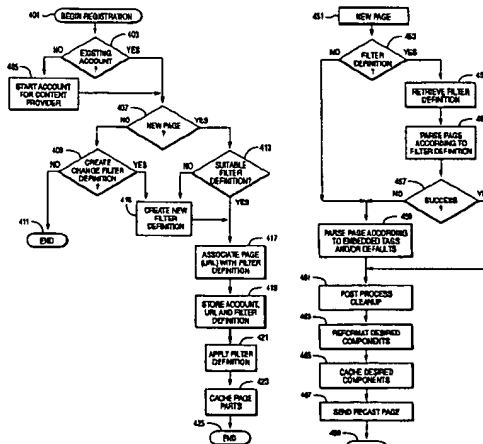 401
BEGIN REGISTRATION
403
EXISTING
ACCOUNT
?
NO
YES
405
START ACCOUNT
FOR CONTENT
PROVIDER
407
NEW PAGE
?
NO
YES
409
CREATE
CHANGE FILTER
DEFINITION
?
NO
YES
413
SUITABLE
FILTER
DEFINITION?
NO
YES
411
END
CREATE NEW
FILTER
DEFINITION
417
ASSOCIATE PAGE
(URL) WITH FILTER
DEFINITION
STORE ACCOUNT,
URL AND FILTER
DEFINITION
421
APPLY FILTER
DEFINITION
423
CACHE PAGE
PARTS
425
END
451
NEW PAGE
453
FILTER
DEFINITION
?
NO
YES
RETRIEVE FILTER
DEFINITION
PARSE PAGE
ACCORDING TO
FILTER DEFINITION
457
SUCCESS
?
NO
459
PARSE PAGE ACCORDING
TO EMBEDDED TAGS
AND/OR DEFAULTS
461
POST PROCESS
CLEANUP
463
REFORMAT DESIRED
COMPONENTS
465
CACHE DESIRED
COMPONENTS
467
SEND RECAST PAGE